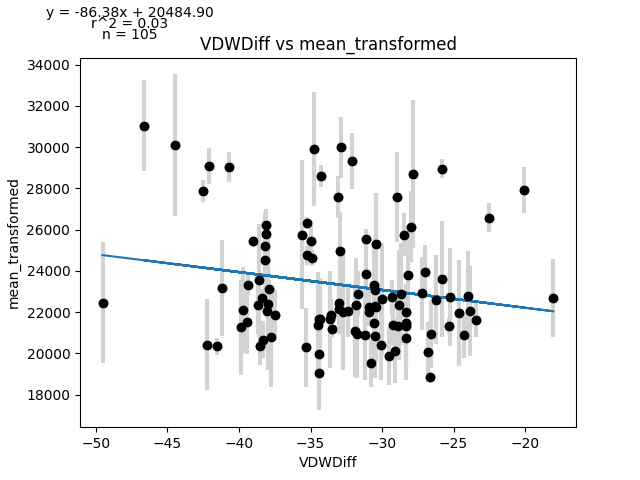 y = -86.38x + 20484.90
r^2 = 0.03
n = 105
VDWDiff vs mean_transformed
34000
32000
30000
28000
26000
24000
22000
20000
18000
mean_transformed
−50 −45 −40 −35 −30 −25 −20
VDWDiff